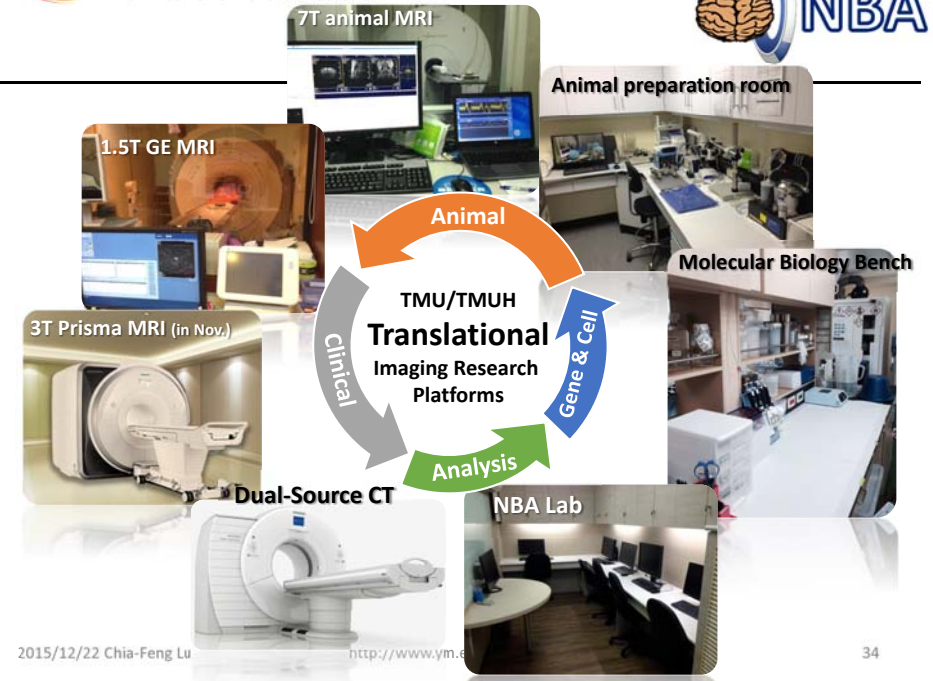 7T animal MRI
NBA
Animal preparation room
1.5T GE MRI
Animal
Molecular Biology Bench
TMU/TMUH
Translational
Imaging Research
Platforms
Clinical
Gene & Cell
3T Prisma MRI (in Nov.)
Analysis
Dual-Source CT
NBA Lab
2015/12/22 Chia-Feng Lu
http://www.ym.e
34